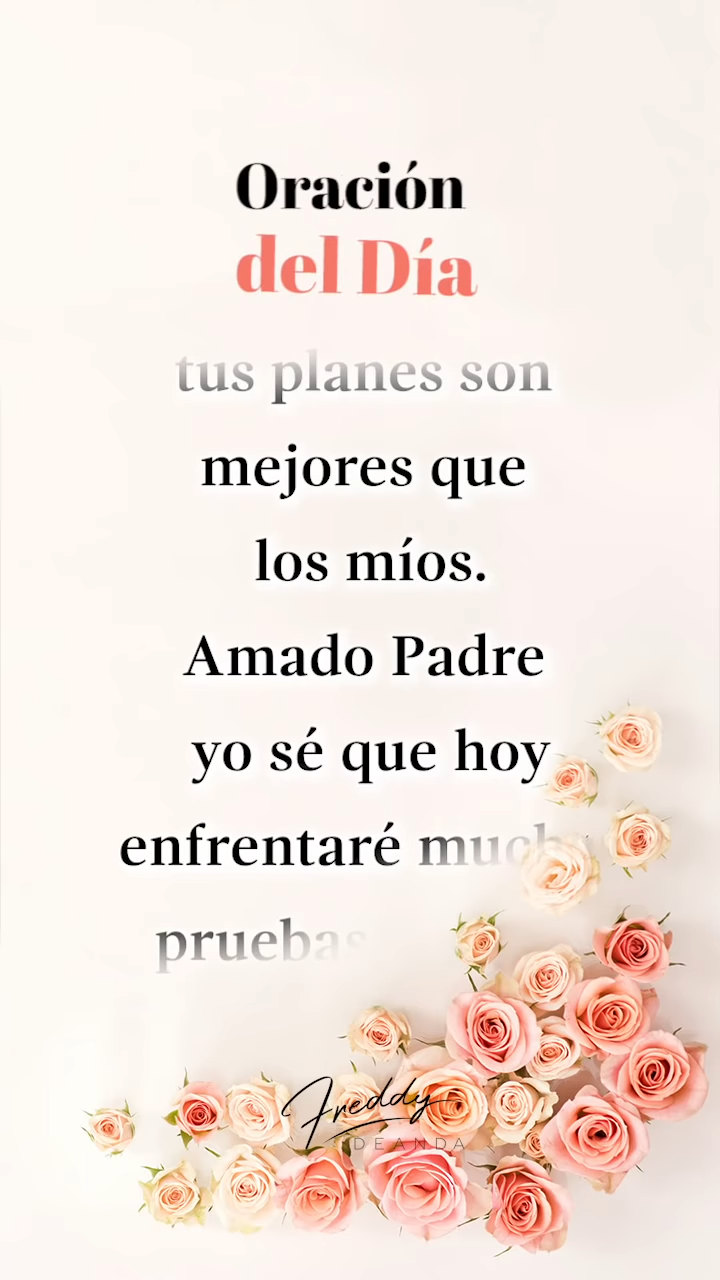 Oración
del Día
tus planes son
mejores que
los míos.
Amado Padre
yo sé que hoy
enfrentaré
pruebas
Freddy
DEANDA